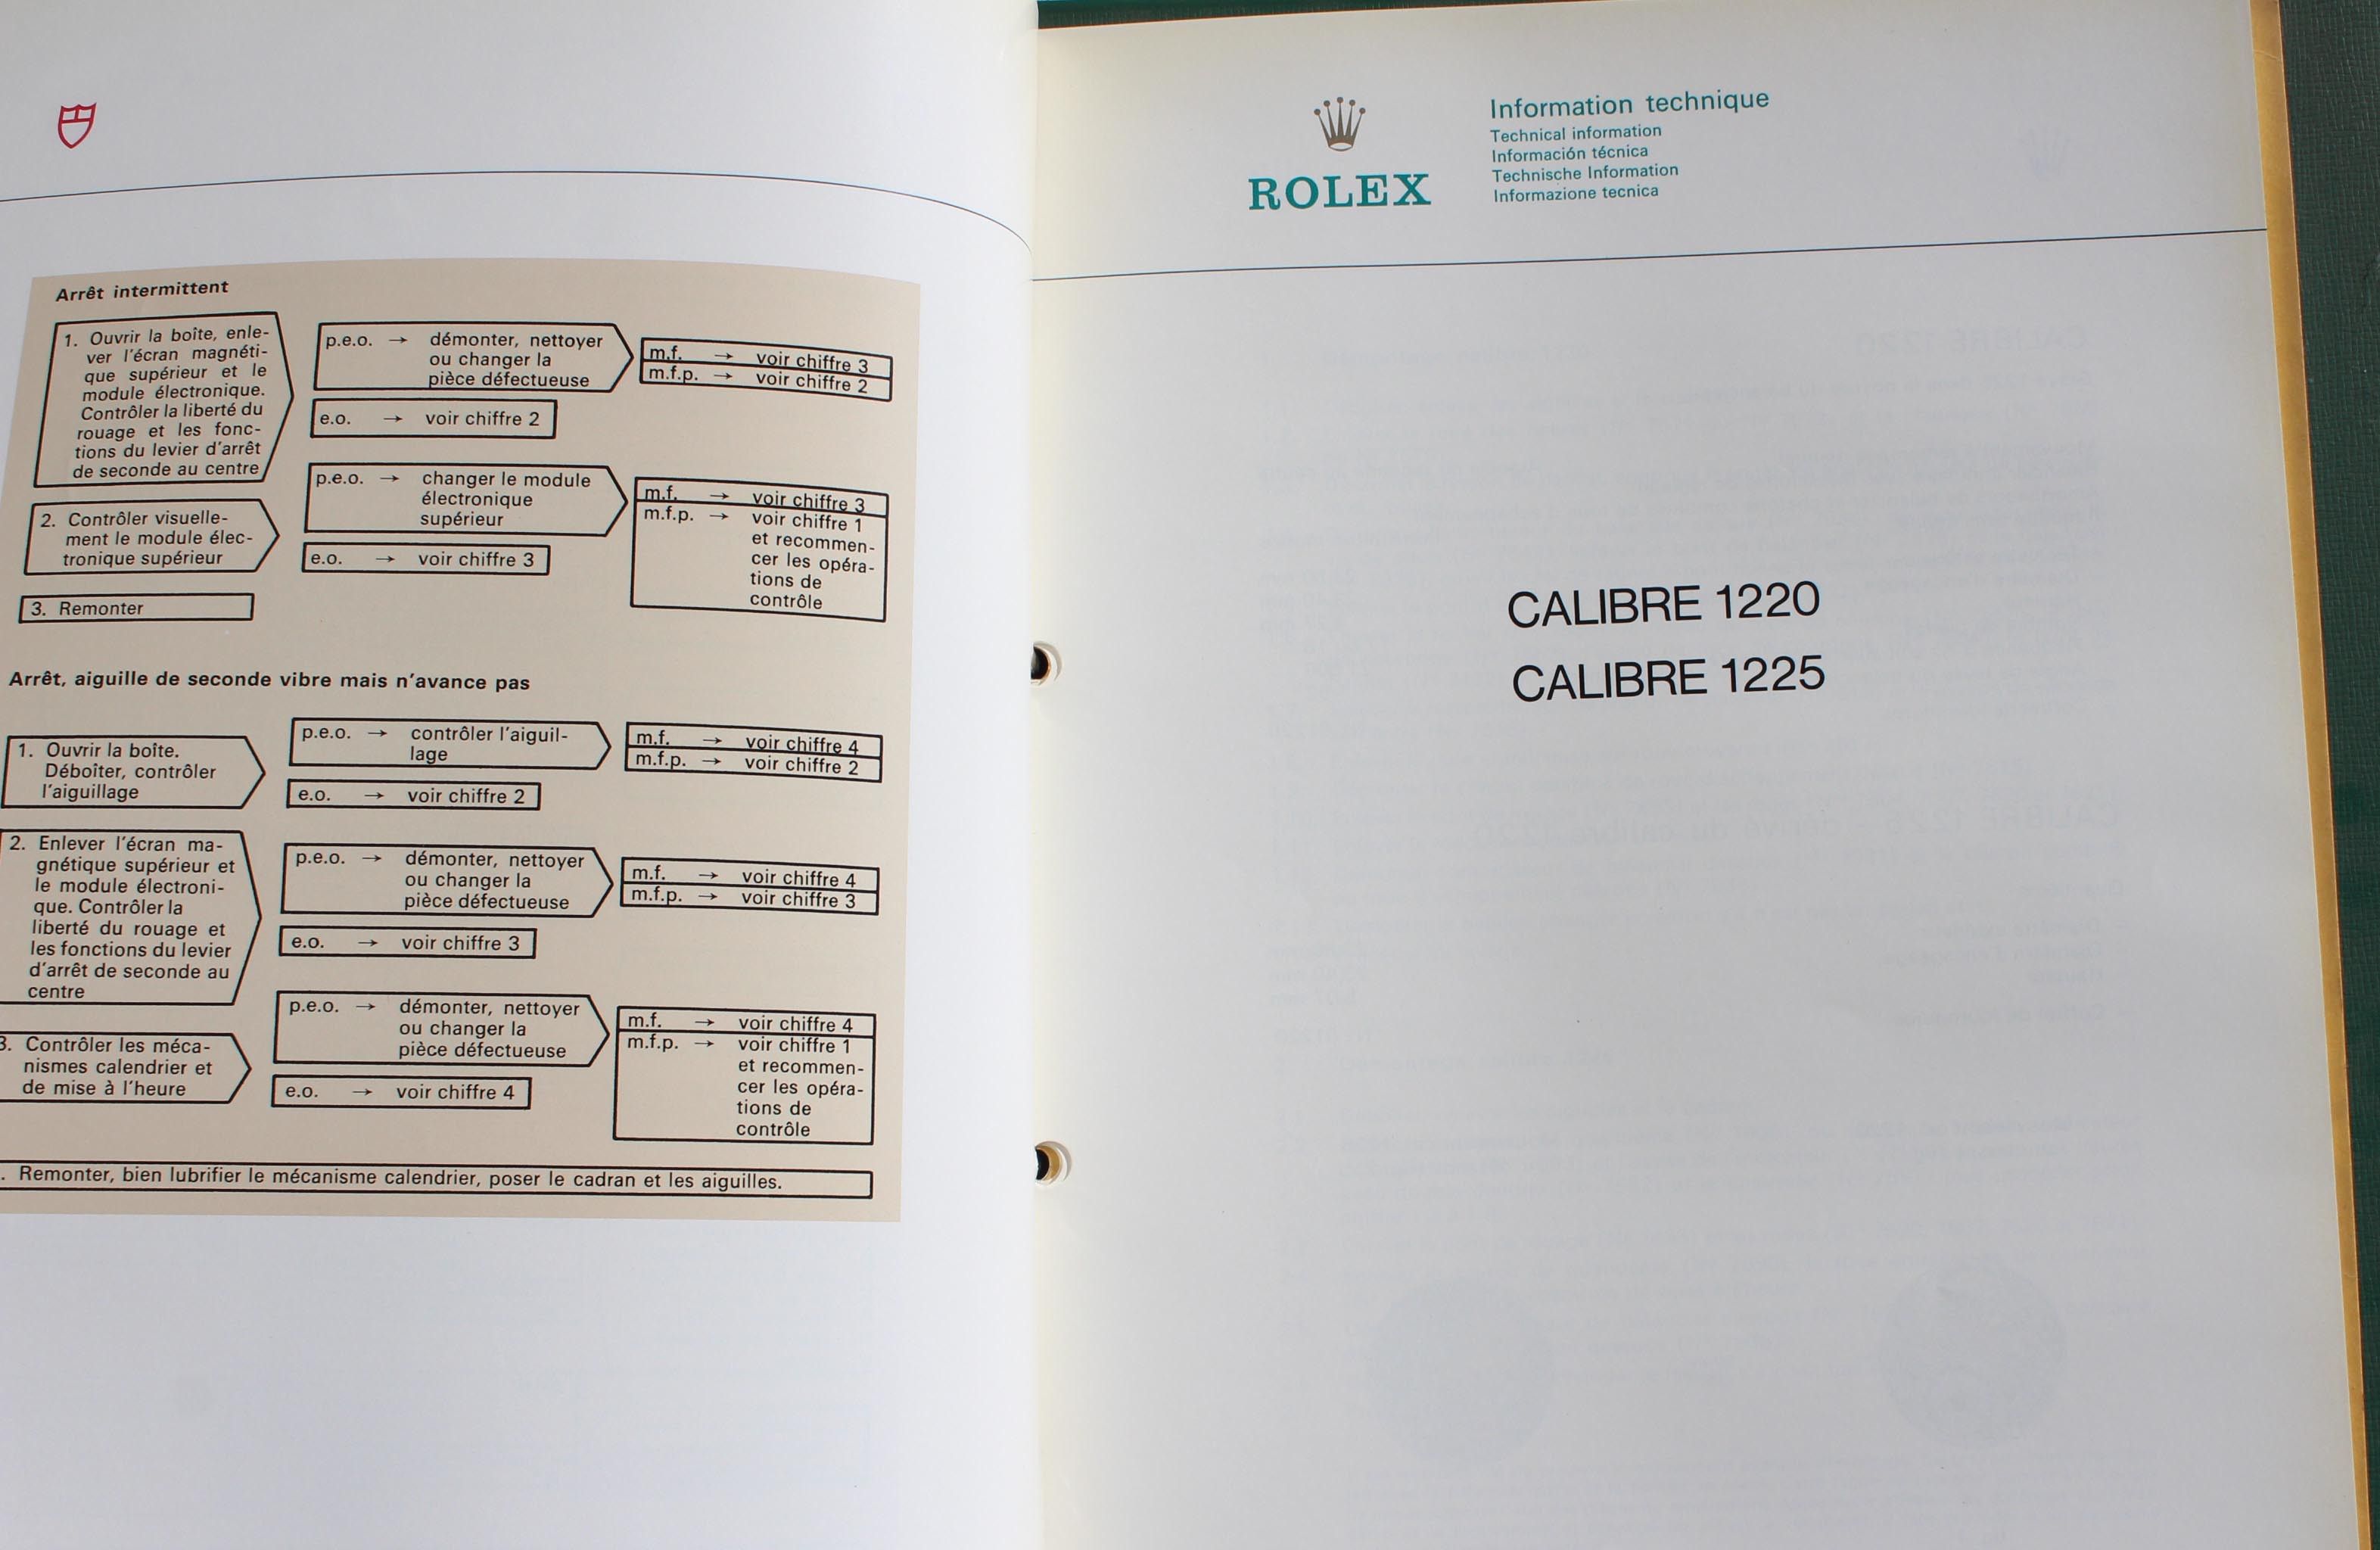 Arrêt intermittent
1. Ouvrir la boîte, enle-
ver l'écran magnéti-
que supérieur et le
module électronique.
Contrôler la liberté du
rouage et les fonc-
tions du levier d'arrêt
de seconde au centre
p.e.o. → démonter, nettoyer
ou changer la
pièce défectueuse
m.f. → voir chiffre 3
m.f.p. → voir chiffre 2
e.o. → voir chiffre 2
2. Contrôler visuelle-
ment le module élec-
tronique supérieur
p.e.o. → changer le module
électronique
supérieur
m.f. → voir chiffre 3
m.f.p. → voir chiffre 1
et recommen-
cer les opéra-
tions de
contrôle
e.o. → voir chiffre 3
3. Remonter
Arrêt, aiguille de seconde vibre mais n'avance pas
1. Ouvrir la boîte.
Déboîter, contrôler
l'aiguillage
p.e.o. → contrôler l'aiguil-
lage
m.f. → voir chiffre 4
m.f.p. → voir chiffre 2
e.o. → voir chiffre 2
2. Enlever l'écran ma-
gnétique supérieur et
le module électroni-
que. Contrôler la
liberté du rouage et
les fonctions du levier
d'arrêt de seconde au
centre
p.e.o. → démonter, nettoyer
ou changer la
pièce défectueuse
m.f. → voir chiffre 4
m.f.p. → voir chiffre 3
e.o. → voir chiffre 3
3. Contrôler les méca-
nismes calendrier et
de mise à l'heure
p.e.o. → démonter, nettoyer
ou changer la
pièce défectueuse
m.f. → voir chiffre 4
m.f.p. → voir chiffre 1
et recommen-
cer les opéra-
tions de
contrôle
e.o. → voir chiffre 4
. Remonter, bien lubrifier le mécanisme calendrier, poser le cadran et les aiguilles.
ROLEX
Information technique
Technical information
Información técnica
Technische Information
Informazione tecnica
CALIBRE 1220
CALIBRE 1225